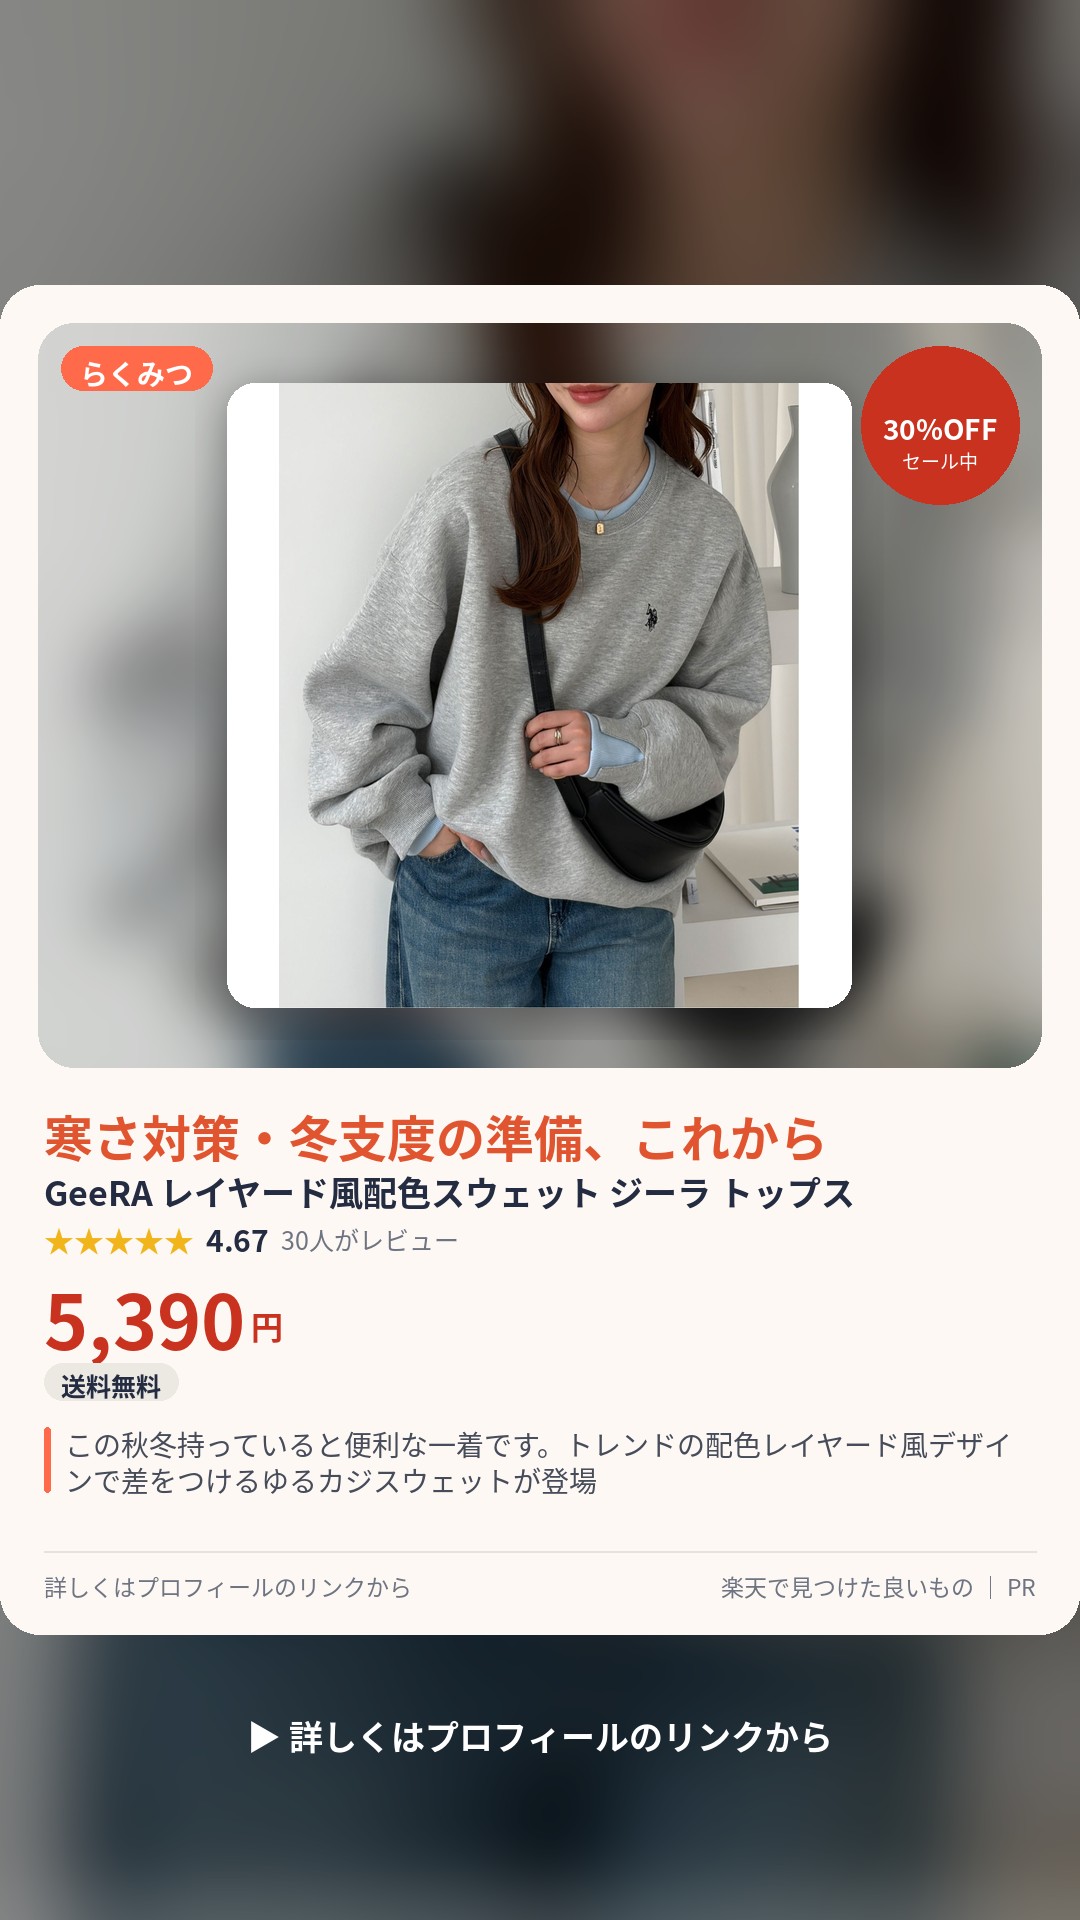 らくみつ
30%OFF
セール中
寒さ対策・冬支度の準備、これから
GeeRA レイヤード風配色スウェット ジーラ トップス
★★★★★ 4.67 30人がレビュー
5,390円
送料無料
この秋冬持っていると便利な一着です。トレンドの配色レイヤード風デザイ
ンで差をつけるゆるカジスウェットが登場
詳しくはプロフィールのリンクから
楽天で見つけた良いもの｜PR
▶ 詳しくはプロフィールのリンクから